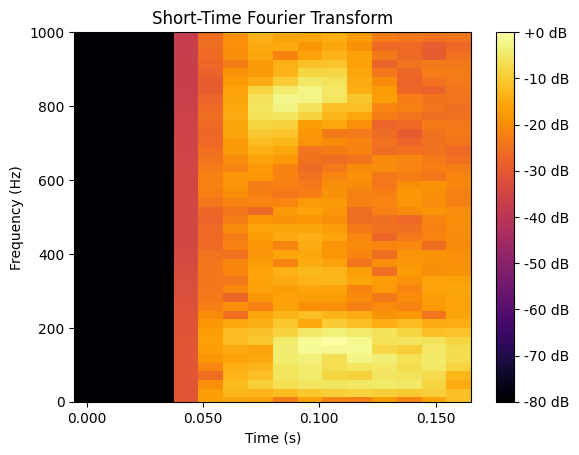 Short-Time Fourier Transform
1000
800
600
400
200
0
Frequency (Hz)
0.000
0.050
0.100
0.150
Time (s)
+0 dB
-10 dB
-20 dB
-30 dB
-40 dB
-50 dB
-60 dB
-70 dB
-80 dB